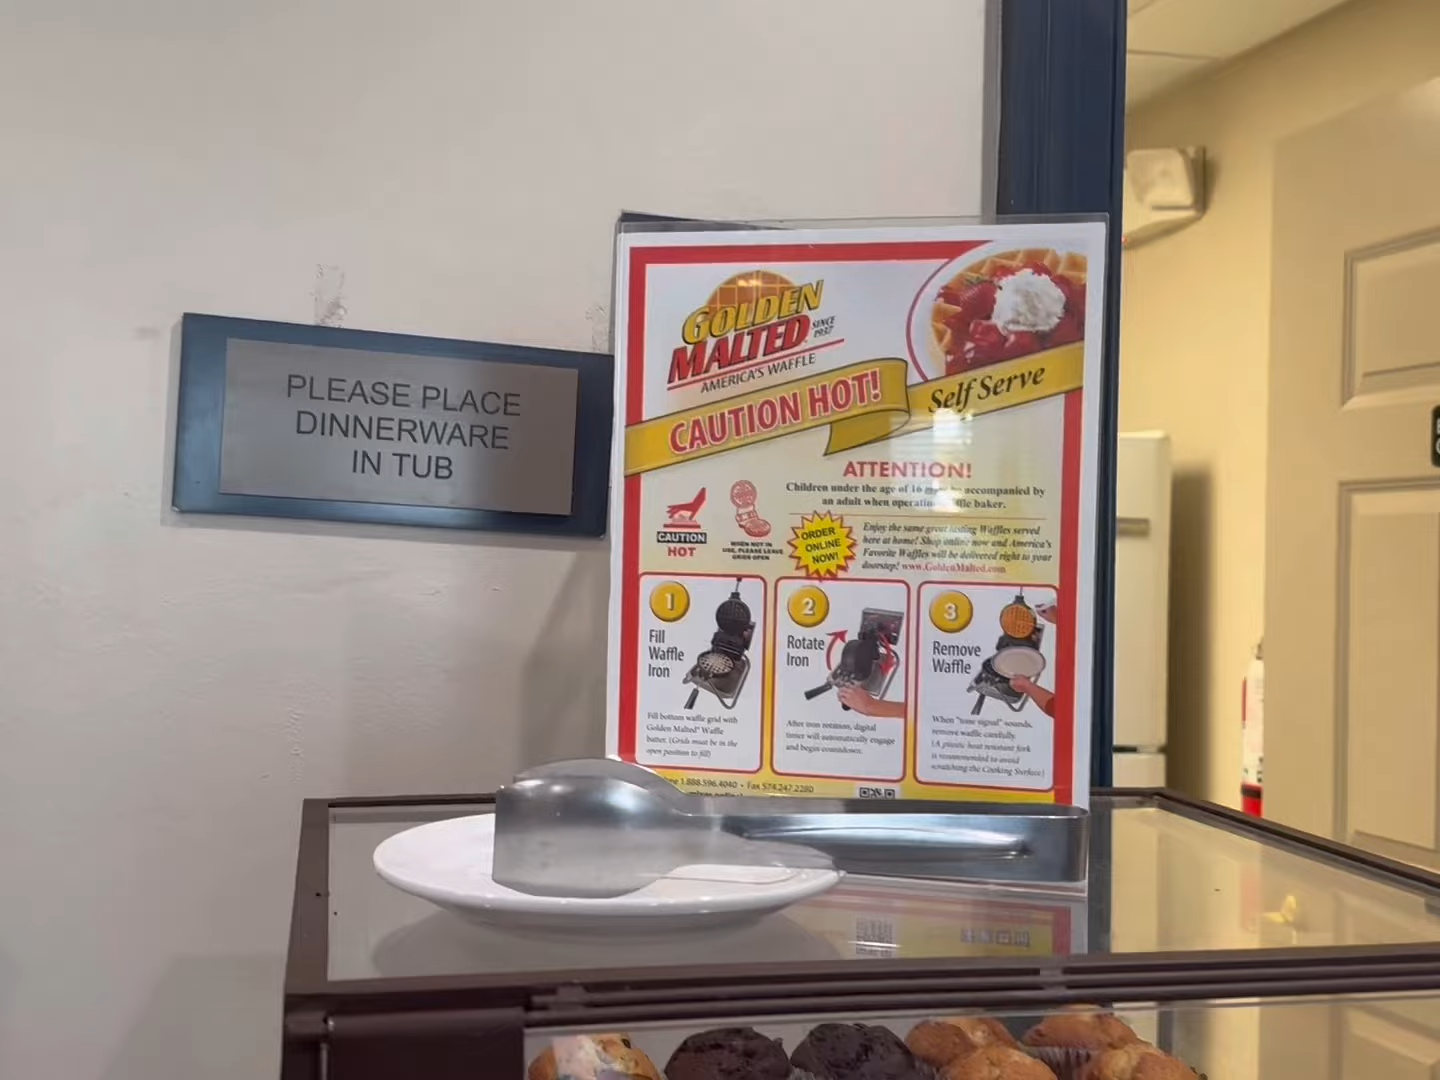 PLEASE PLACE
DINNERWARE
IN TUB
GOLDEN
MALTED
SINCE
1937
AMERICA'S WAFFLE
CAUTION HOT!
Self Serve
ATTENTION!
Children under the age of 16 must be accompanied by
an adult when operating waffle baker.
CAUTION
HOT
WHEN NOT IN
USE, PLEASE LEAVE
GRIDS OPEN
ORDER
ONLINE
NOW!
Enjoy the same great tasting Waffles served
here at home! Shop online now and America's
Favorite Waffles will be delivered right to your
doorstep! www.GoldenMalted.com
1
Fill
Waffle
Iron
Fill bottom waffle grid with
Golden Malted® Waffle
batter. (Grids must be in the
open position to fill)
2
Rotate
Iron
After iron rotation, digital
timer will automatically engage
and begin countdown.
3
Remove
Waffle
When "tone signal" sounds,
remove waffle carefully.
(A plastic heat resistant fork
is recommended to avoid
scratching the Cooking Surface)
1.888.596.4040 • Fax 574.247.2280